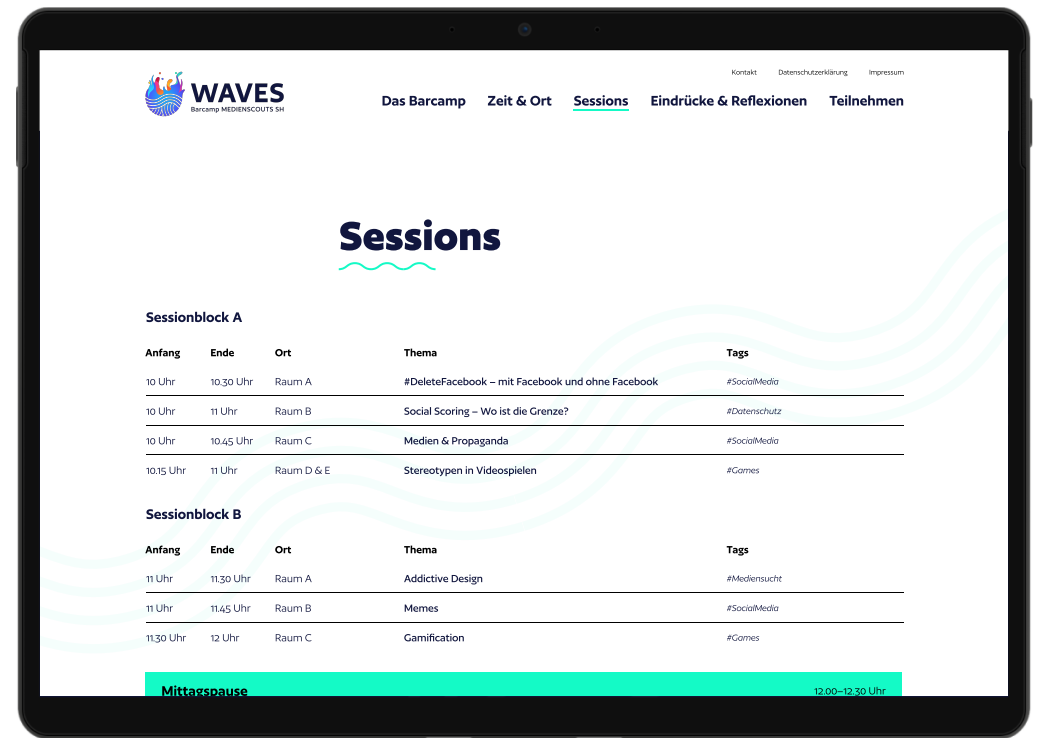 Kontakt Datenschutzerklärung Impressum
WAVES
Barcamp MEDIENSCOUTS SH
Das Barcamp Zeit & Ort Sessions Eindrücke & Reflexionen Teilnehmen
Sessions
Sessionblock A
Anfang Ende Ort Thema Tags
10 Uhr 10.30 Uhr Raum A #DeleteFacebook – mit Facebook und ohne Facebook #SocialMedia
10 Uhr 11 Uhr Raum B Social Scoring – Wo ist die Grenze? #Datenschutz
10 Uhr 10.45 Uhr Raum C Medien & Propaganda #SocialMedia
10.15 Uhr 11 Uhr Raum D & E Stereotypen in Videospielen #Games
Sessionblock B
Anfang Ende Ort Thema Tags
11 Uhr 11.30 Uhr Raum A Addictive Design #Mediensucht
11 Uhr 11.45 Uhr Raum B Memes #SocialMedia
11.30 Uhr 12 Uhr Raum C Gamification #Games
Mittagspause 12.00–12.30 Uhr